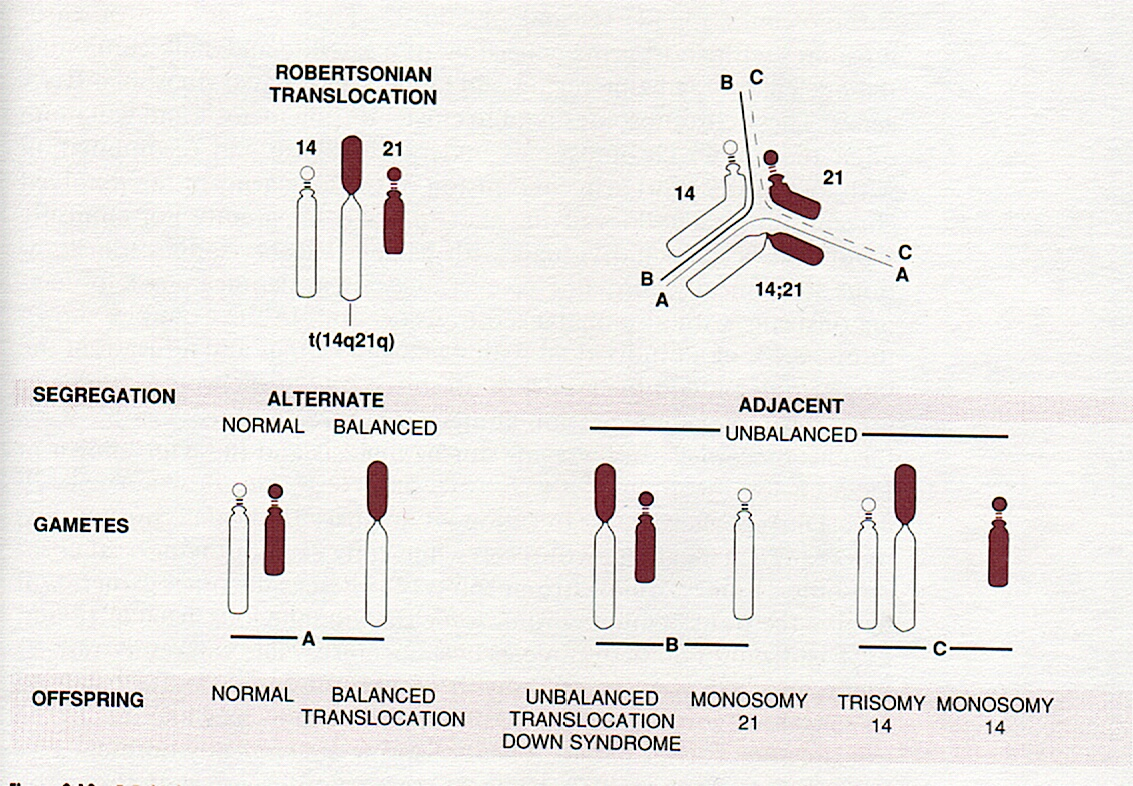 ROBERTSONIAN
TRANSLOCATION
14
21
t(14q21q)
B C
14
21
B
A
C
A
14;21
SEGREGATION
ALTERNATE
NORMAL BALANCED
ADJACENT
UNBALANCED
GAMETES
A
B
C
OFFSPRING
NORMAL
BALANCED
TRANSLOCATION
UNBALANCED
TRANSLOCATION
DOWN SYNDROME
MONOSOMY
21
TRISOMY
14
MONOSOMY
14